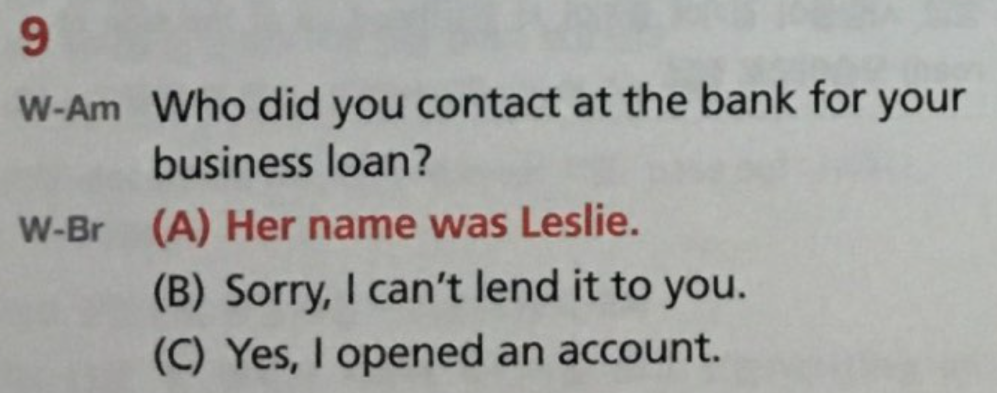 9
W-Am Who did you contact at the bank for your
business loan?
W-Br (A) Her name was Leslie.
(B) Sorry, I can't lend it to you.
(C) Yes, I opened an account.